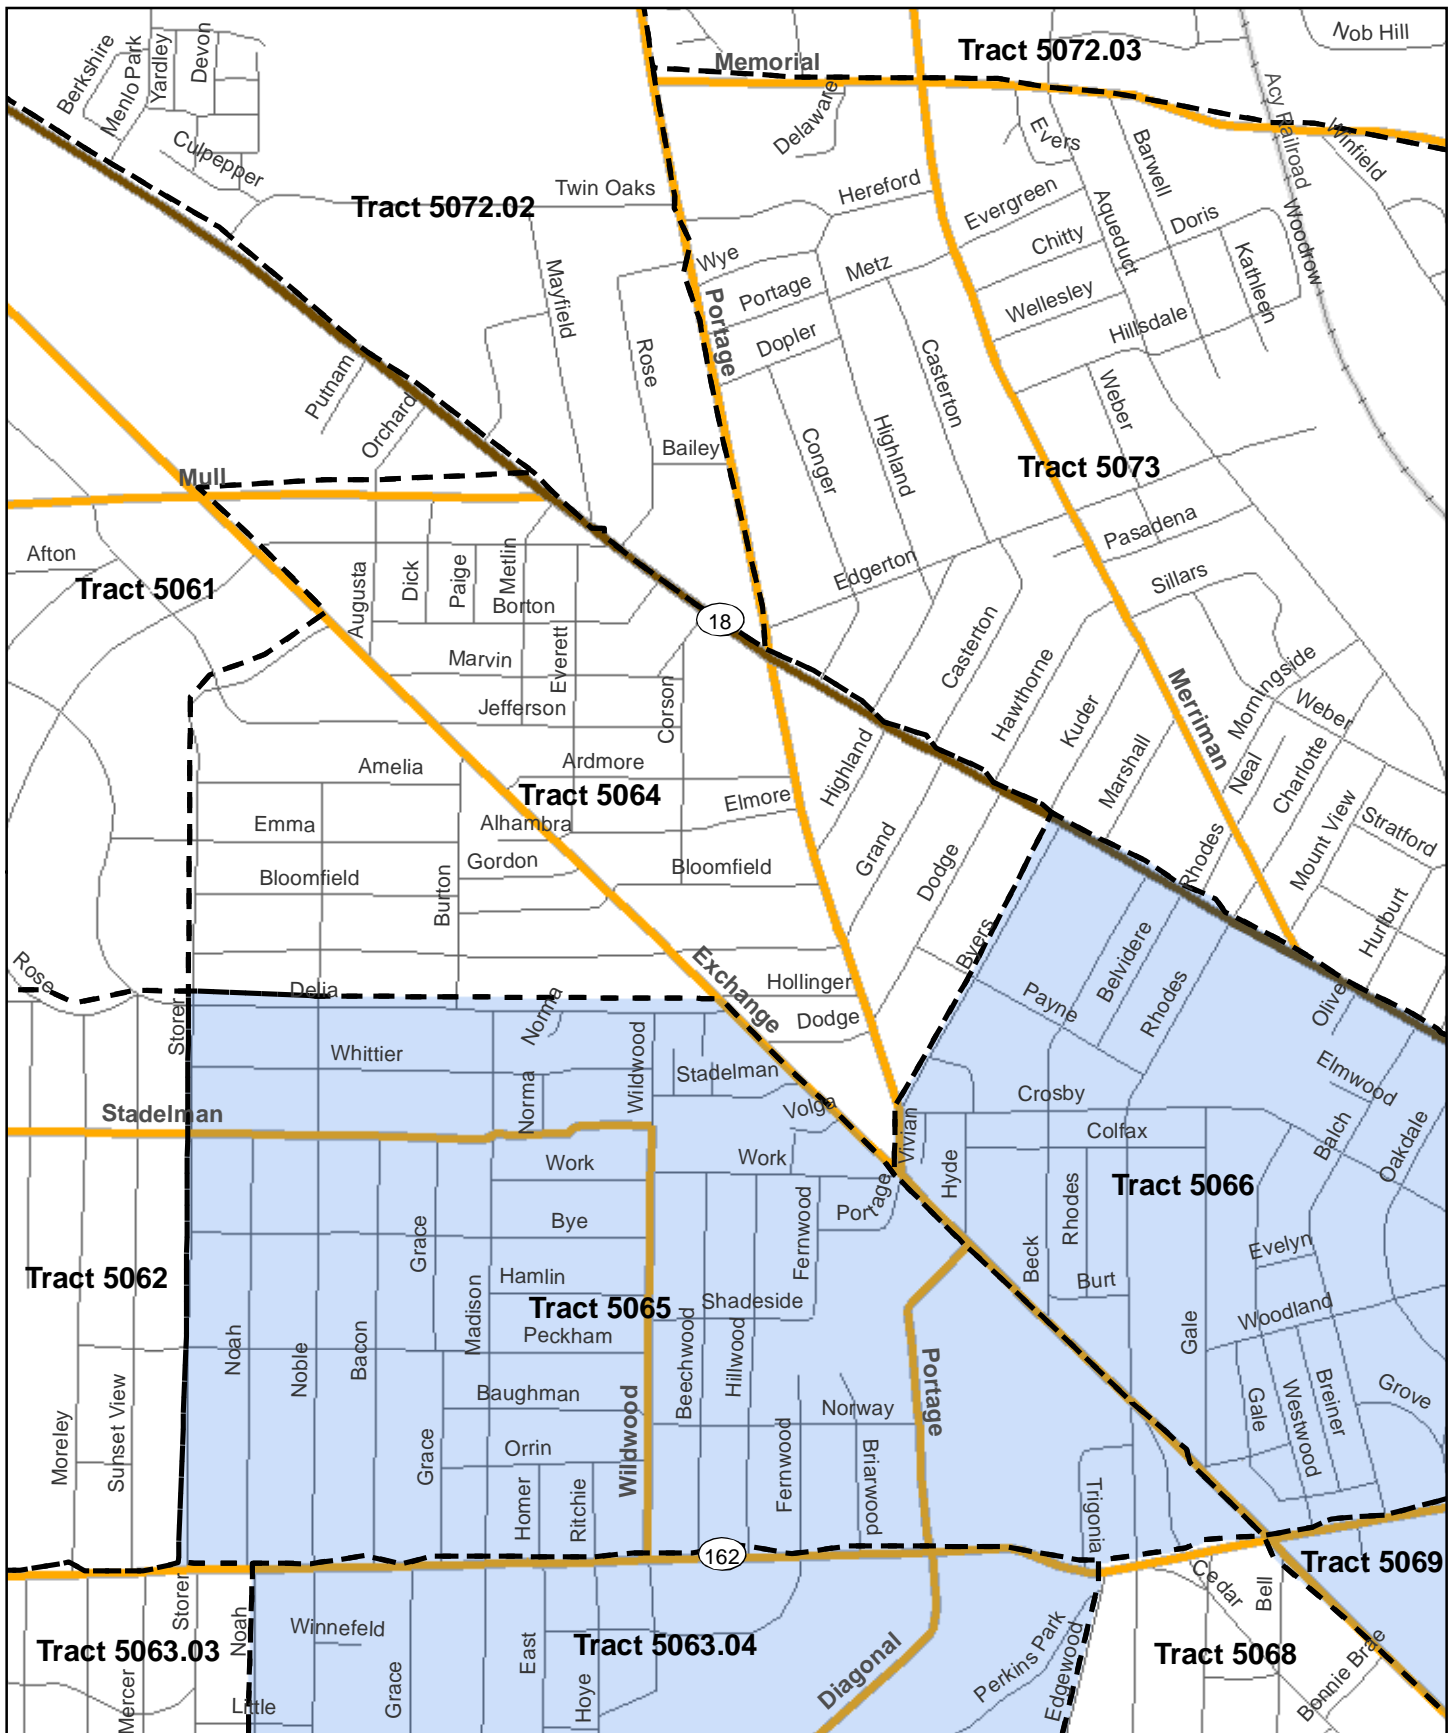 Nob Hill
Tract 5072.03
Memorial
Berkshire
Menlo Park
Yardley
Devon
Culpepper
Delaware
Evers
Barwell
Acy Railroad
Winfield
Twin Oaks
Tract 5072.02
Hereford
Evergreen
Aqueduct
Doris
Woodrow
Chitty
Kathleen
Wye
Portage
Metz
Wellesley
Hillsdale
Mayfield
Rose
Portage
Dopler
Casterton
Putnam
Orchard
Weber
Bailey
Conger
Highland
Tract 5073
Mull
Pasadena
Afton
Tract 5061
Augusta
Dick
Paige
Metlin
Borton
Edgerton
Sillars
18
Marvin
Everett
Casterton
Hawthorne
Morningside
Jefferson
Corson
Kuder
Merriman
Weber
Amelia
Ardmore
Highland
Marshall
Neal
Charlotte
Tract 5064
Elmore
Mount View
Stratford
Emma
Alhambra
Gordon
Bloomfield
Grand
Dodge
Rhodes
Bloomfield
Burton
Hurlburt
Rose
Exchange
Byers
Belvidere
Hollinger
Delia
Norma
Payne
Rhodes
Olive
Storer
Dodge
Whittier
Wildwood
Stadelman
Elmwood
Norma
Crosby
Volga
Stadelman
Vivian
Colfax
Balch
Oakdale
Work
Work
Hyde
Tract 5066
Rhodes
Fernwood
Portage
Bye
Grace
Evelyn
Beck
Tract 5062
Hamlin
Burt
Madison
Tract 5065
Shadeside
Woodland
Noah
Noble
Bacon
Peckham
Beechwood
Hillwood
Gale
Portage
Sunset View
Baughman
Wildwood
Norway
Gale
Westwood
Breiner
Grove
Moreley
Grace
Orrin
Fernwood
Briarwood
Homer
Ritchie
Trigonia
162
Tract 5069
Storer
Cedar
Bell
Noah
Winnefeld
Tract 5063.03
Tract 5063.04
East
Perkins Park
Edgewood
Tract 5068
Mercer
Grace
Hoye
Diagonal
Bonnie Brae
Little